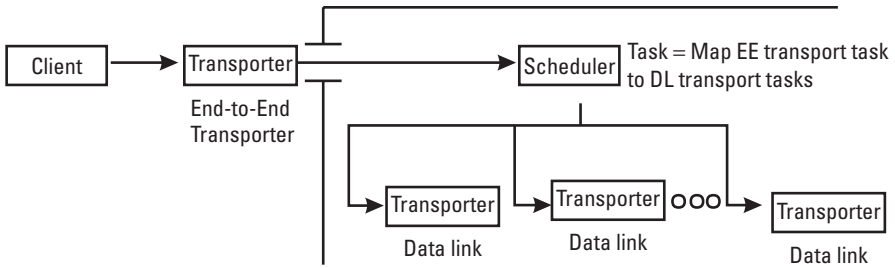 Client
Transporter
End-to-End
Transporter
Scheduler
Task = Map EE transport task
to DL transport tasks
Transporter
Data link
Transporter
Data link
Transporter
Data link